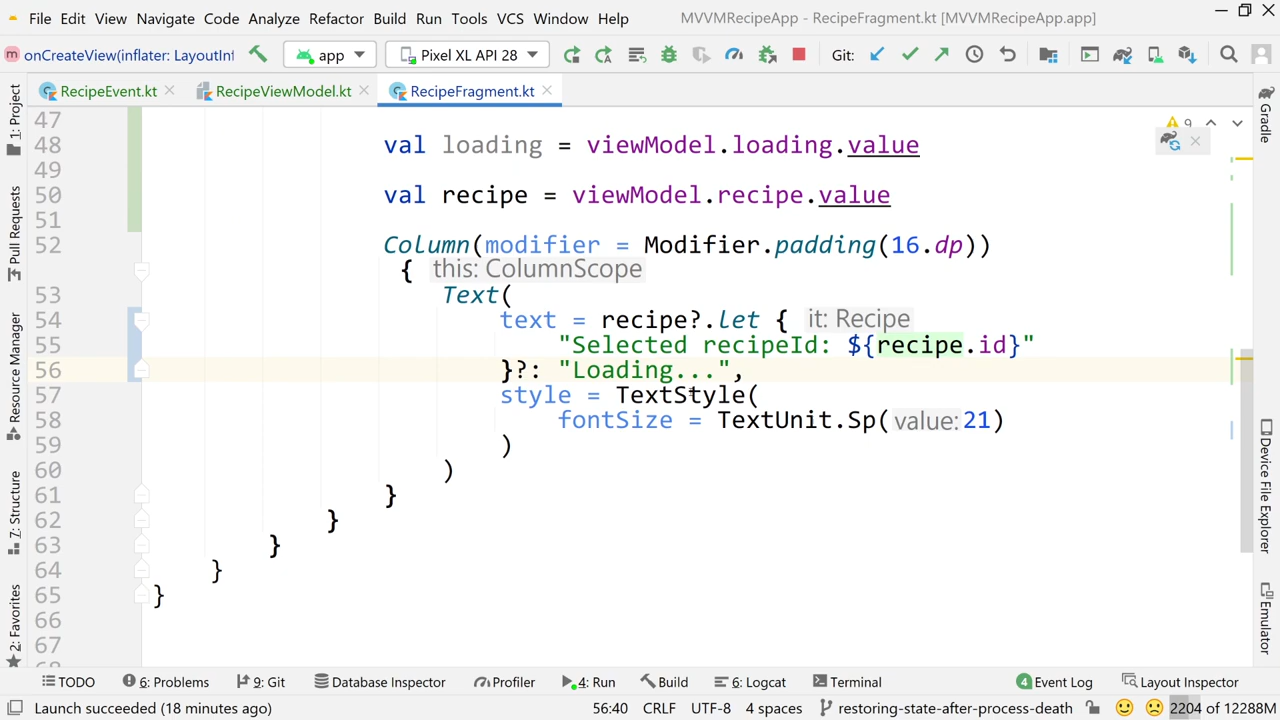 File Edit View Navigate Code Analyze Refactor Build Run Tools VCS Window Help MVVMRecipeApp - RecipeFragment.kt [MVVMRecipeApp.app]
onCreateView(inflater: LayoutInf app Pixel XL API 28 Git:
RecipeEvent.kt RecipeViewModel.kt RecipeFragment.kt
1: Project
Pull Requests
Resource Manager
7: Structure
2: Favorites
47
48 val loading = viewModel.loading.value
49
50 val recipe = viewModel.recipe.value
51
52 Column(modifier = Modifier.padding(16.dp))
{ this: ColumnScope
53 Text(
54 text = recipe?.let { it: Recipe
55 "Selected recipeId: ${recipe.id}"
56 }?: "Loading...",
57 style = TextStyle(
58 fontSize = TextUnit.Sp(value: 21)
59 )
60 )
61 }
62 }
63 }
64 }
65 }
66
67
9
Gradle
Device File Explorer
Emulator
TODO 6: Problems 9: Git Database Inspector Profiler 4: Run Build 6: Logcat Terminal 4 Event Log Layout Inspector
Launch succeeded (18 minutes ago) 56:40 CRLF UTF-8 4 spaces restoring-state-after-process-death 2204 of 12288M